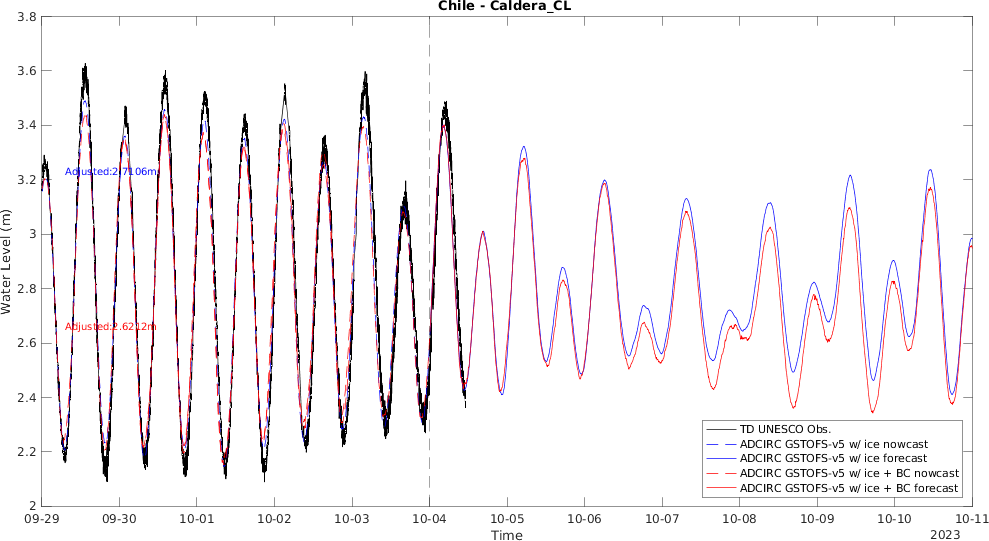 Chile - Caldera_CL
3.8
3.6
3.4
3.2
3
2.8
2.6
2.4
2.2
2
Water Level (m)
Adjusted:2.7106m
Adjusted:2.6212m
TD UNESCO Obs.
ADCIRC GSTOFS-v5 w/ ice nowcast
ADCIRC GSTOFS-v5 w/ ice forecast
ADCIRC GSTOFS-v5 w/ ice + BC nowcast
ADCIRC GSTOFS-v5 w/ ice + BC forecast
09-29 09-30 10-01 10-02 10-03 10-04 10-05 10-06 10-07 10-08 10-09 10-10 10-11
Time
2023